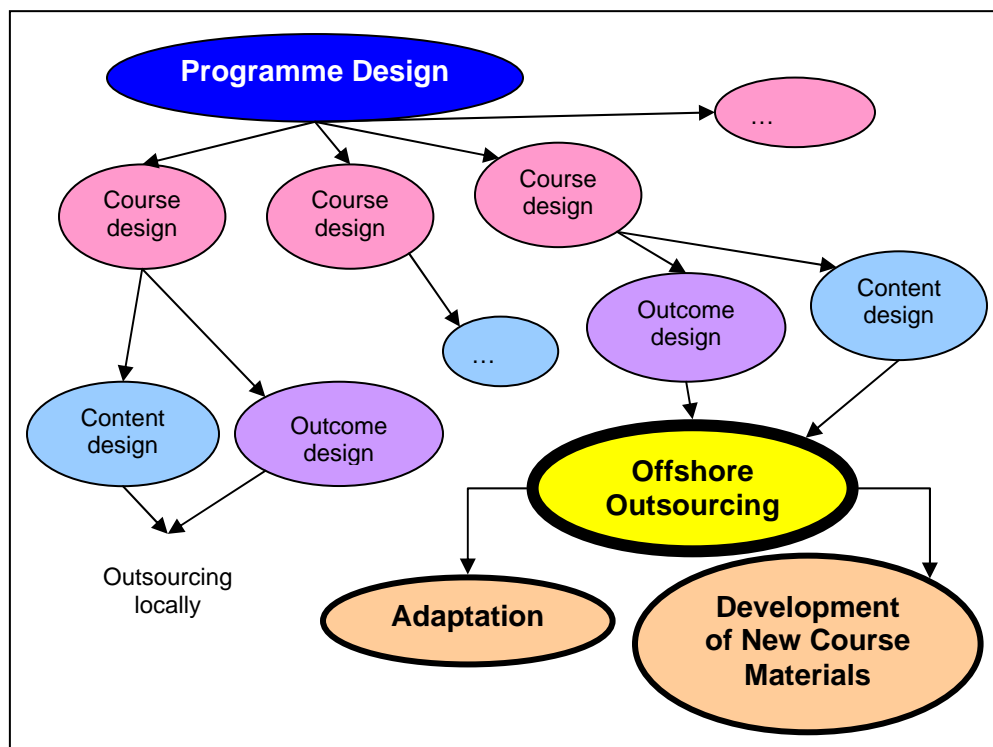 Programme Design
…
Course
design
Course
design
Course
design
Outcome
design
Content
design
…
Content
design
Outcome
design
Offshore
Outsourcing
Outsourcing
locally
Adaptation
Development
of New Course
Materials